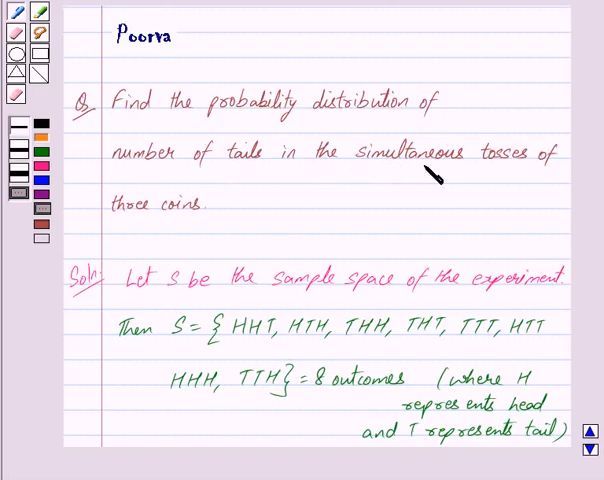 Poorva
Q. Find the probability distribution of
number of tails in the simultaneous tosses of
three coins.
Soln: Let S be the sample space of the experiment.
Then S = { HHT, HTH, THH, THT, TTT, HTT
HHH, TTH} = 8 outcomes (where H
represents head
and T represents tail)